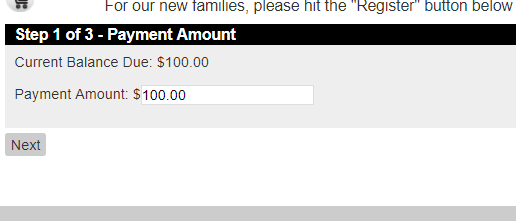 For our new families, please hit the "Register" button below
Step 1 of 3 - Payment Amount
Current Balance Due: $100.00
Payment Amount: $100.00
Next